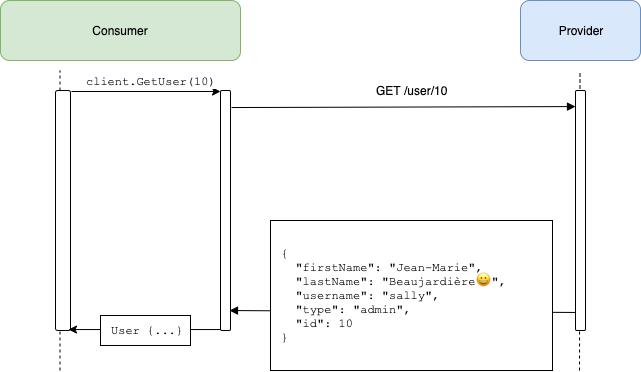 Consumer
Provider
client.GetUser(10)
GET /user/10
{
  "firstName": "Jean-Marie",
  "lastName": "Beaujardière😀",
  "username": "sally",
  "type": "admin",
  "id": 10
}
User {...}